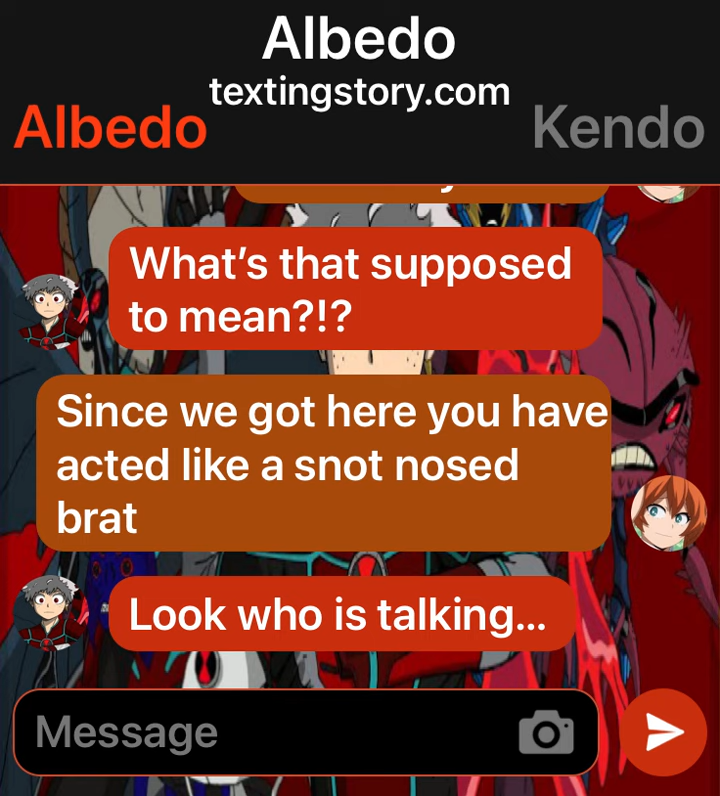 Albedo
textingstory.com
Albedo
Kendo
What's that supposed
to mean?!?
Since we got here you have
acted like a snot nosed
brat
Look who is talking...
Message